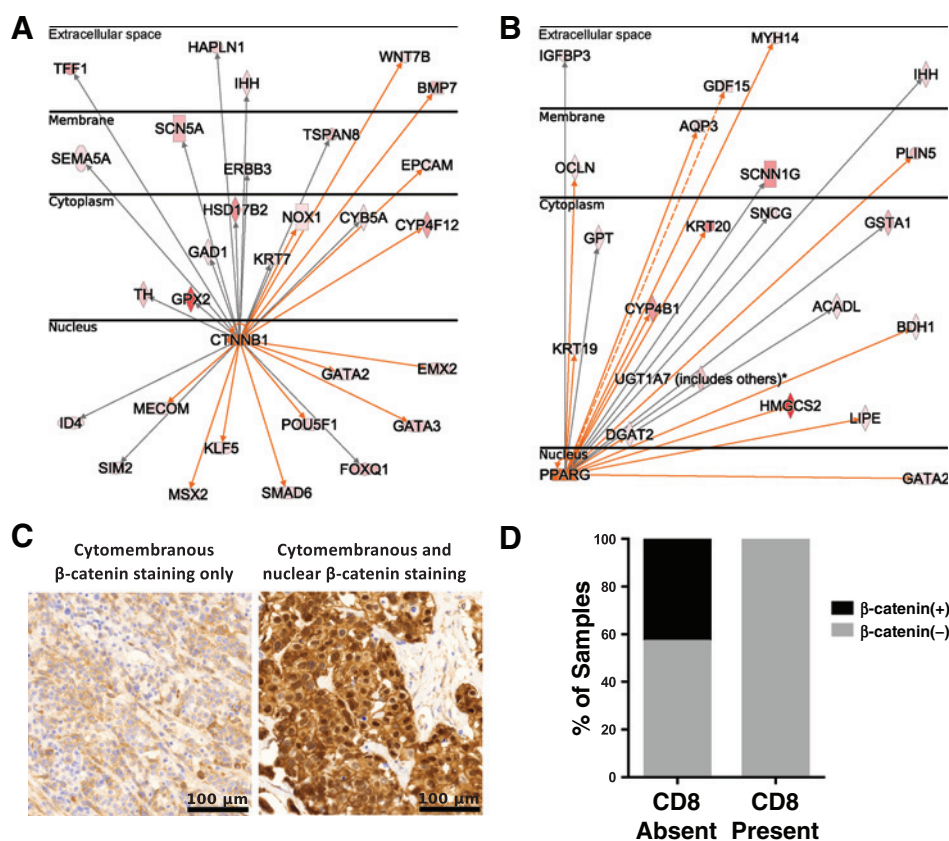 A
Extracellular space
HAPLN1
WNT7B
TFF1
IHH
BMP7
Membrane
SCN5A
TSPAN8
SEMA5A
ERBB3
EPCAM
Cytoplasm
HSD17B2
NOX1
CYB5A
CYP4F12
GAD1
KRT7
TH
GPX2
Nucleus
CTNNB1
GATA2
EMX2
MECOM
ID4
POU5F1
GATA3
KLF5
SIM2
FOXQ1
MSX2
SMAD6
B
Extracellular space
MYH14
IGFBP3
IHH
GDF15
Membrane
AQP3
PLIN5
OCLN
SCNN1G
Cytoplasm
SNCG
GSTA1
KRT20
GPT
CYP4B1
ACADL
BDH1
KRT19
UGT1A7 (includes others)*
HMGCS2
LIPE
DGAT2
Nucleus
PPARG
GATA2
C
Cytomembranous
β-catenin staining only
Cytomembranous and
nuclear β-catenin staining
100 μm
100 μm
D
100
80
60
40
20
0
% of Samples
CD8
Absent
CD8
Present
β-catenin(+)
β-catenin(−)